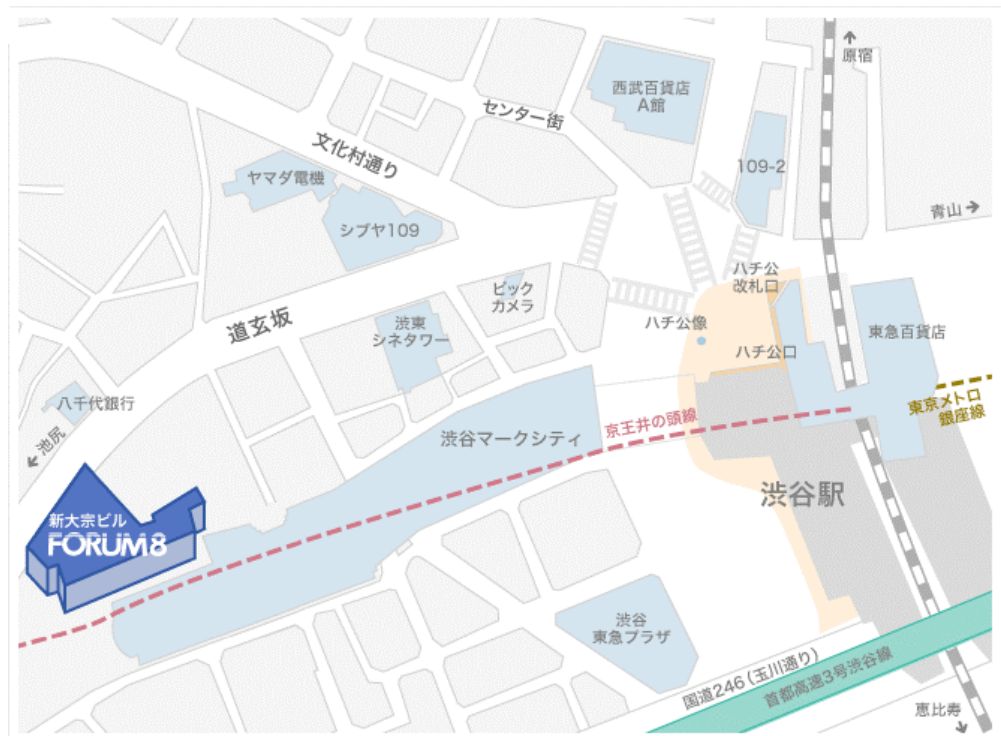 原宿
西武百貨店
A館
センター街
文化村通り
109-2
ヤマダ電機
シブヤ109
青山
ハチ公
改札口
ビック
カメラ
道玄坂
渋東
シネタワー
ハチ公像
東急百貨店
ハチ公口
八千代銀行
東京メトロ
銀座線
京王井の頭線
渋谷マークシティ
池尻
渋谷駅
新大宗ビル
FORUM8
渋谷
東急プラザ
国道246(玉川通り)
首都高速3号渋谷線
恵比寿